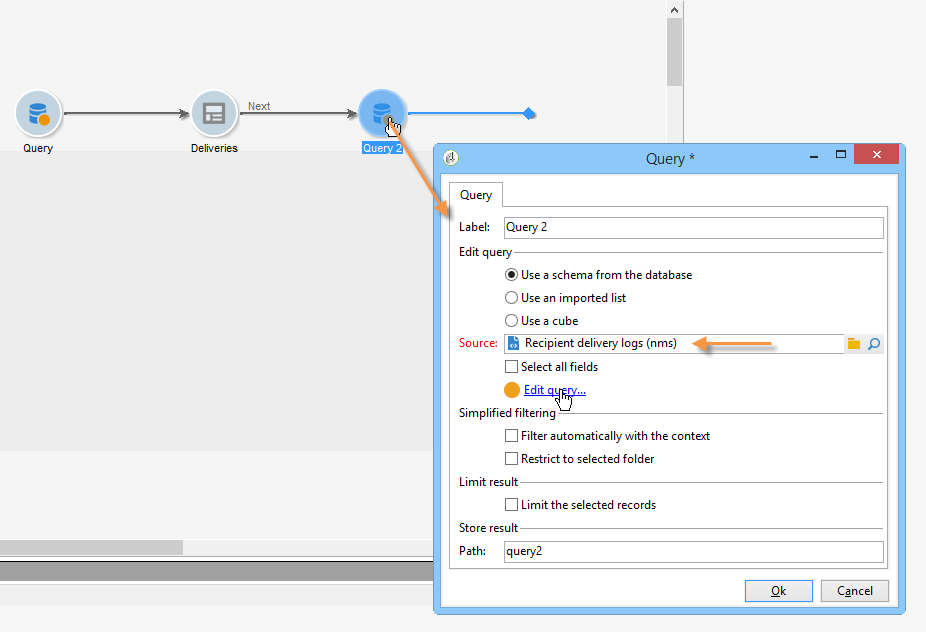 Next
Query
Deliveries
Query 2
Query *
Query
Label:
Query 2
Edit query
Use a schema from the database
Use an imported list
Use a cube
Source:
Recipient delivery logs (nms)
Select all fields
Edit query...
Simplified filtering
Filter automatically with the context
Restrict to selected folder
Limit result
Limit the selected records
Store result
Path:
query2
Ok
Cancel